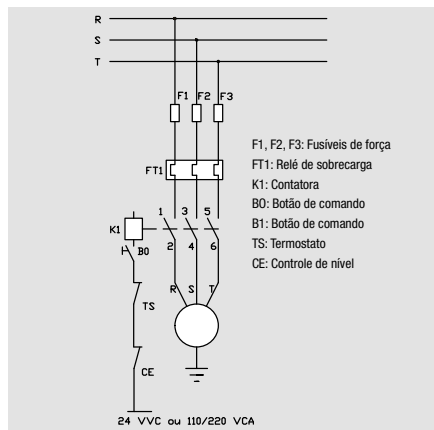 R
S
T
F1 F2 F3
FT1
F1, F2, F3: Fusíveis de força
FT1: Relé de sobrecarga
K1: Contatora
BO: Botão de comando
B1: Botão de comando
TS: Termostato
CE: Controle de nível
1 3 5
K1
2 4 6
B0
R S T
TS
CE
24 VVC ou 110/220 VCA